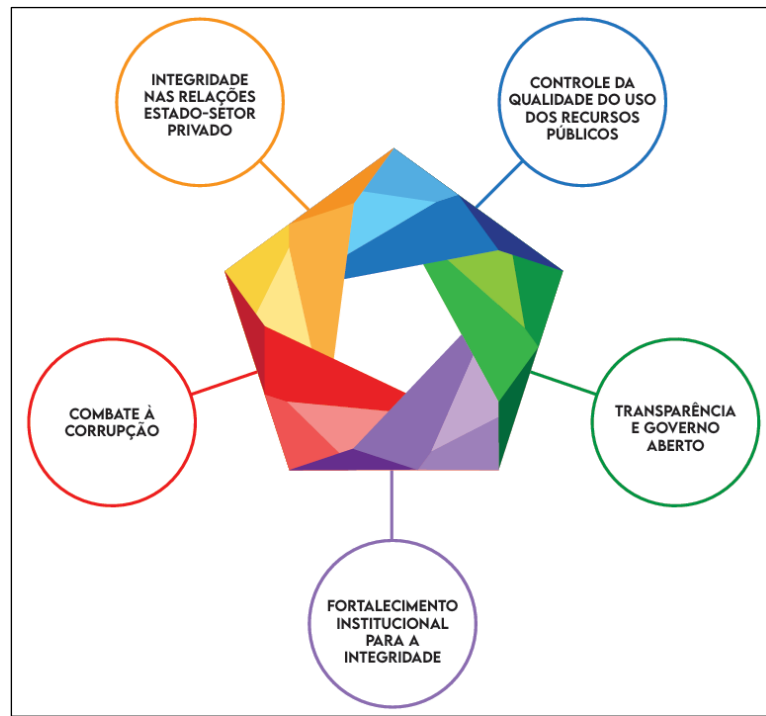 INTEGRIDADE
NAS RELAÇÕES
ESTADO-SETOR
PRIVADO
CONTROLE DA
QUALIDADE DO USO
DOS RECURSOS
PÚBLICOS
COMBATE À
CORRUPÇÃO
TRANSPARÊNCIA
E GOVERNO
ABERTO
FORTALECIMENTO
INSTITUCIONAL
PARA A
INTEGRIDADE